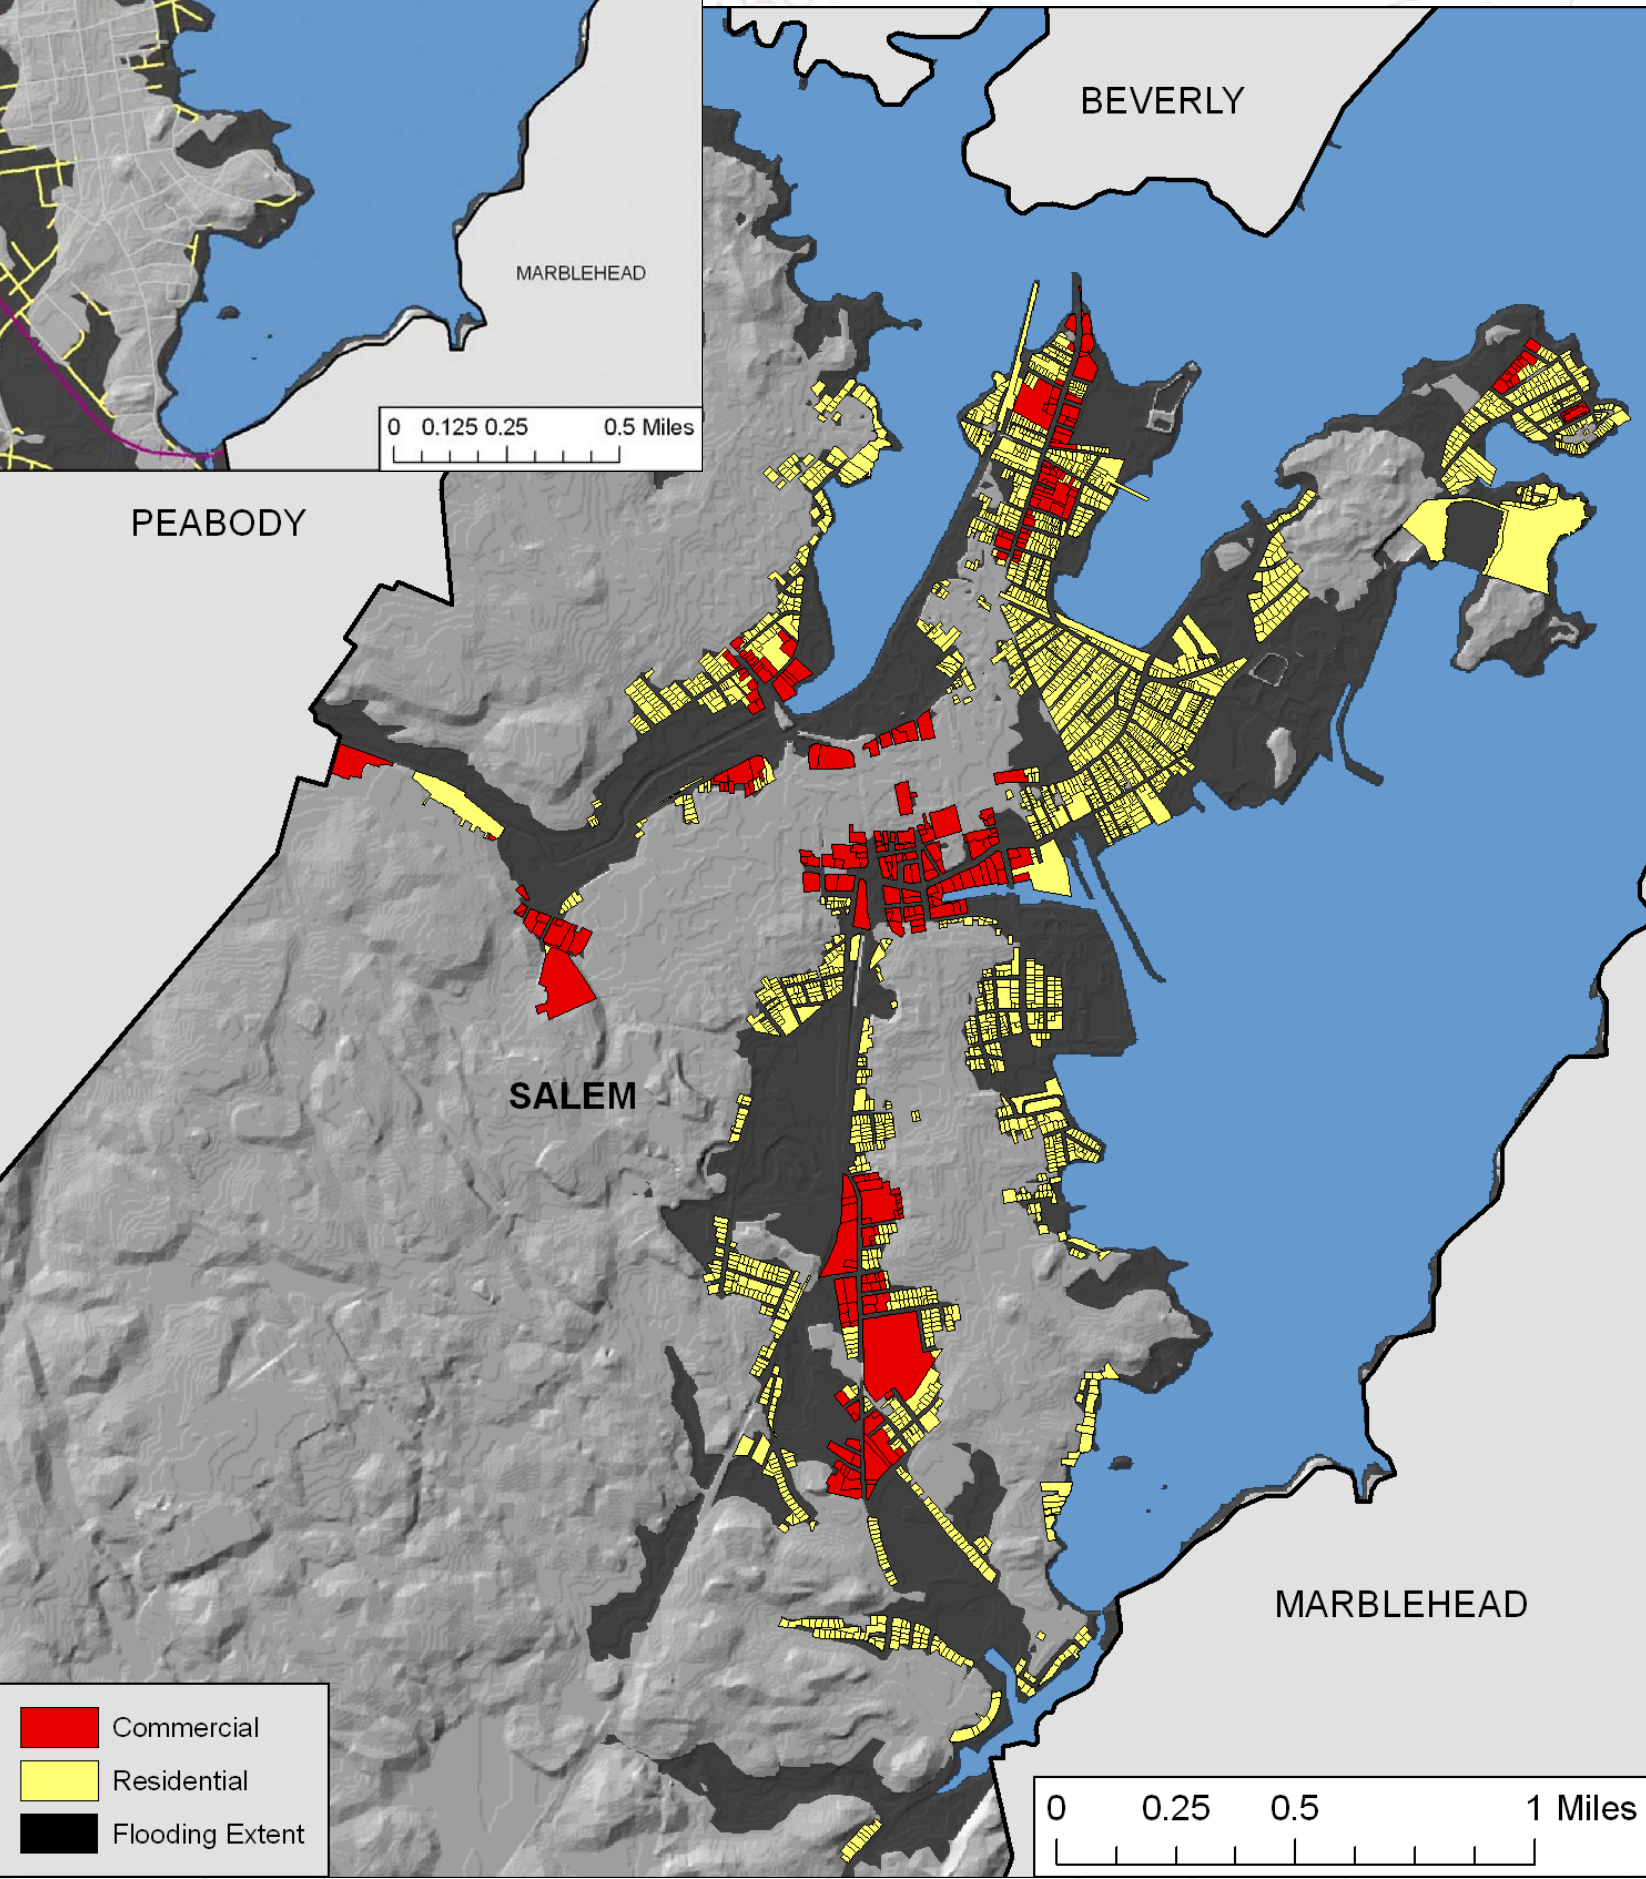 BEVERLY
MARBLEHEAD
0 0.125 0.25 0.5 Miles
PEABODY
SALEM
MARBLEHEAD
Commercial
Residential
Flooding Extent
0 0.25 0.5 1 Miles